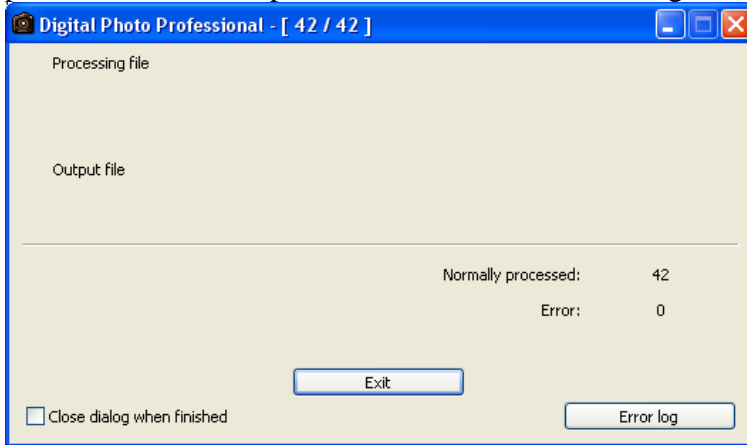 Digital Photo Professional - [ 42 / 42 ]
Processing file
Output file
Normally processed: 42
Error: 0
Exit
Close dialog when finished
Error log